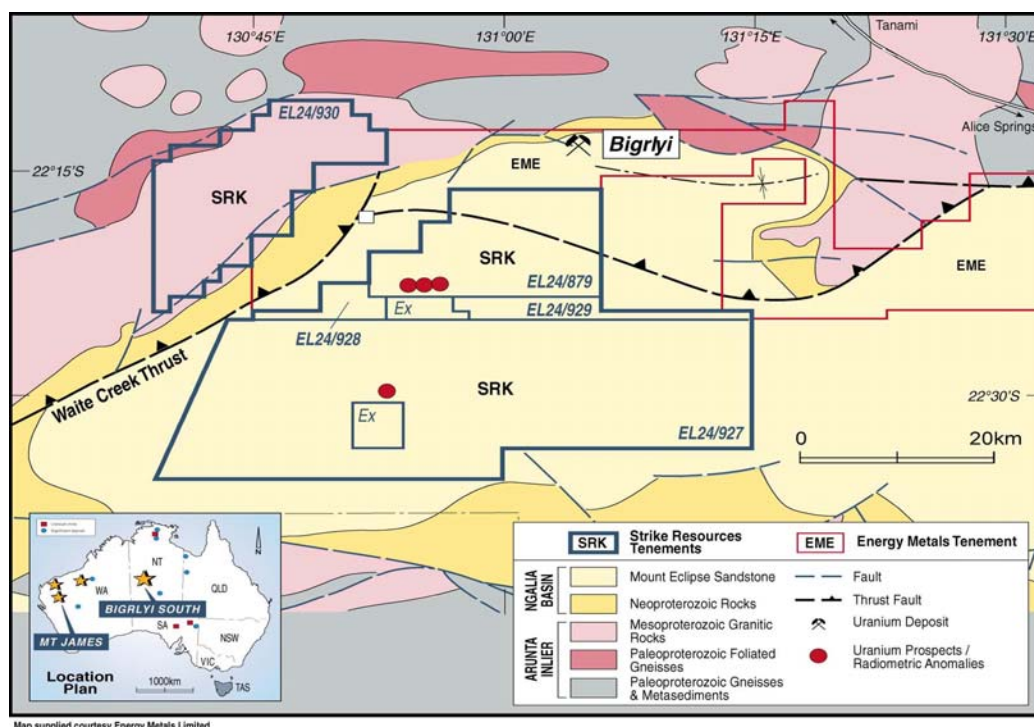 130°45'E
131°00'E
131°15'E
131°30'E
Tanami
Alice Springs
EL24/930
Bigrlyi
EME
22°15'S
SRK
SRK
EME
EL24/879
Ex
EL24/929
EL24/928
Waite Creek Thrust
SRK
Ex
22°30'S
EL24/927
0 20km
NT
WA
QLD
BIGRLYI SOUTH
SA
NSW
MT JAMES
VIC
Location
Plan
1000km
TAS
N
SRK Strike Resources
Tenements
EME Energy Metals Tenement
NGALIA
BASIN
Mount Eclipse Sandstone
Neoproterozoic Rocks
ARUNTA
INLIER
Mesoproterozoic Granitic
Rocks
Paleoproterozoic Foliated
Gneisses
Paleoproterozoic Gneisses
& Metasediments
Fault
Thrust Fault
Uranium Deposit
Uranium Prospects /
Radiometric Anomalies
Map supplied courtesy Energy Metals Limited